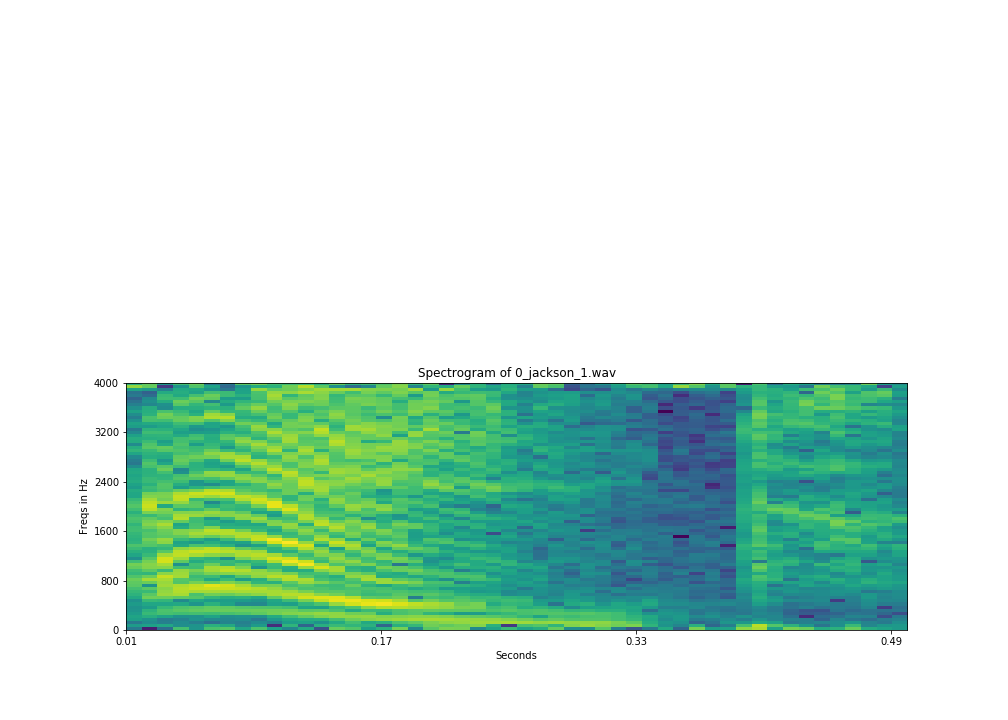 Spectrogram of 0_jackson_1.wav
4000
3200
2400
1600
800
0
Freqs in Hz
0.01 0.17 0.33 0.49
Seconds